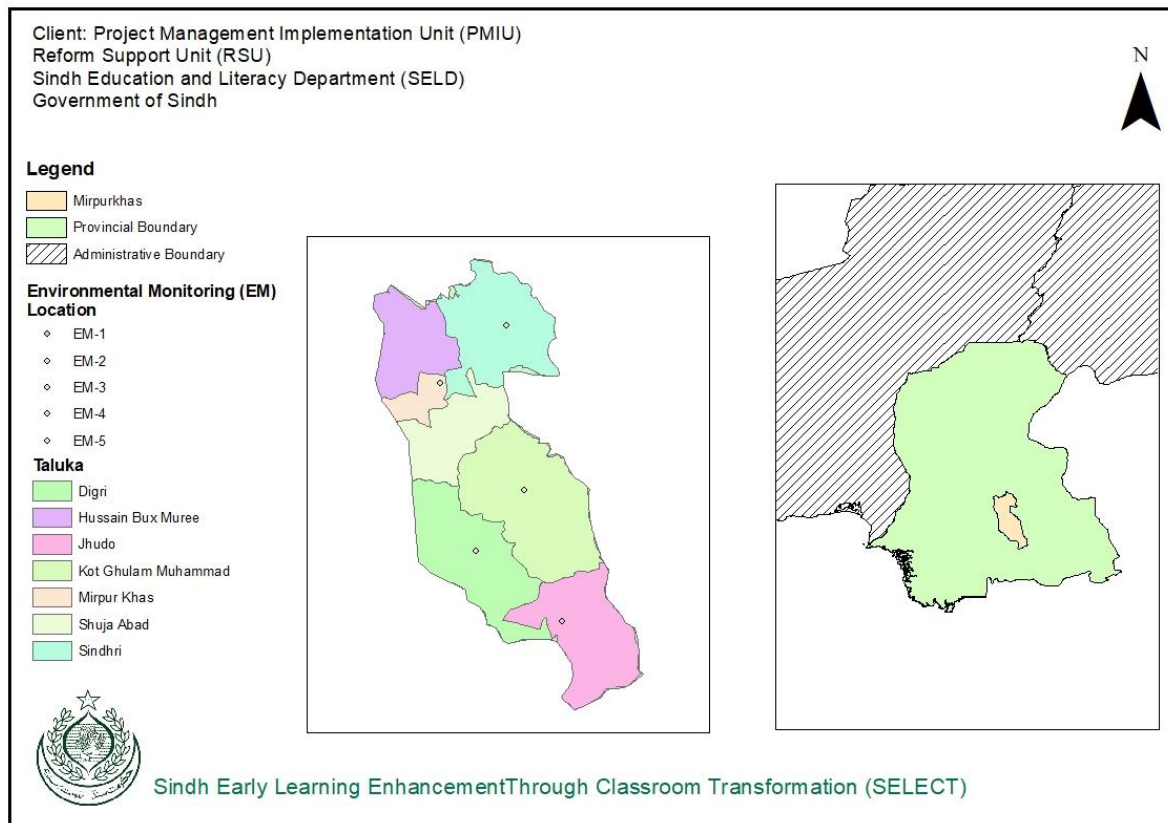 Client: Project Management Implementation Unit (PMIU)
Reform Support Unit (RSU)
Sindh Education and Literacy Department (SELD)
Government of Sindh
N
Legend
Mirpurkhas
Provincial Boundary
Administrative Boundary
Environmental Monitoring (EM)
Location
EM-1
EM-2
EM-3
EM-4
EM-5
Taluka
Digri
Hussain Bux Muree
Jhudo
Kot Ghulam Muhammad
Mirpur Khas
Shuja Abad
Sindhri
Sindh Early Learning EnhancementThrough Classroom Transformation (SELECT)